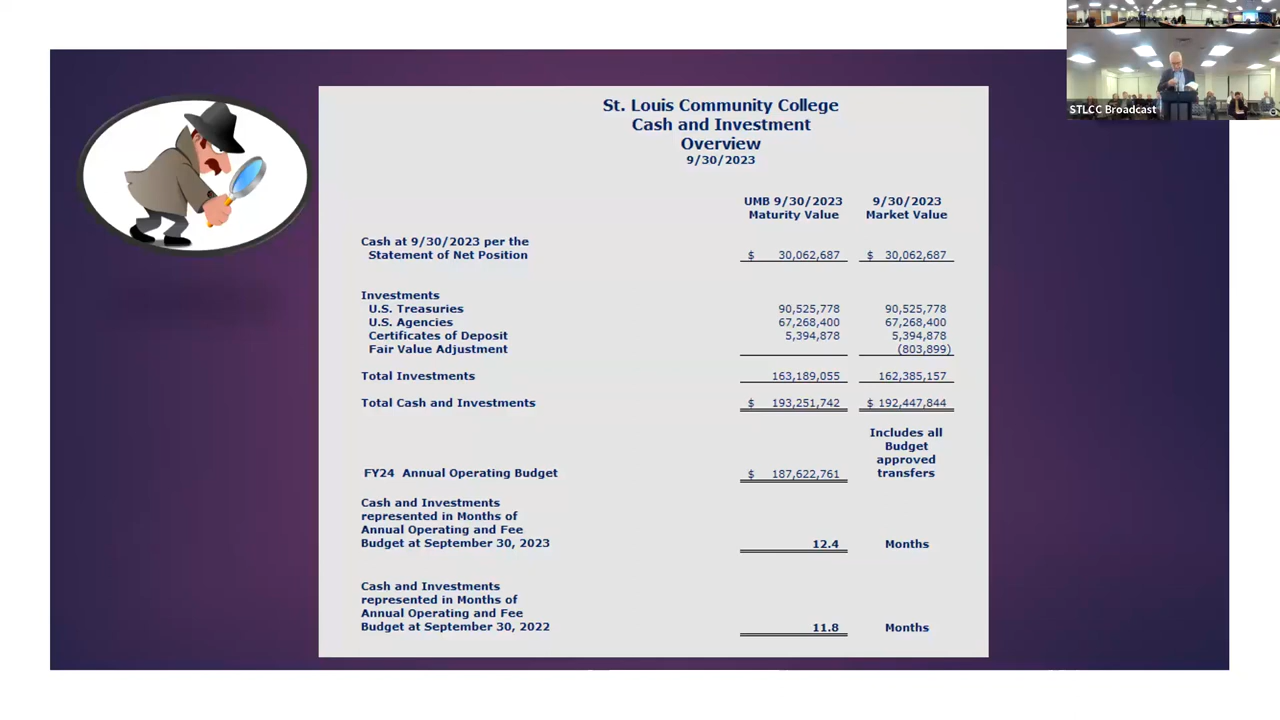 St. Louis Community College
Cash and Investment
Overview
9/30/2023
UMB 9/30/2023 9/30/2023
Maturity Value Market Value
Cash at 9/30/2023 per the
Statement of Net Position $ 30,062,687 $ 30,062,687
Investments
U.S. Treasuries 90,525,778 90,525,778
U.S. Agencies 67,268,400 67,268,400
Certificates of Deposit 5,394,878 5,394,878
Fair Value Adjustment (803,899)
Total Investments 163,189,055 162,385,157
Total Cash and Investments $ 193,251,742 $ 192,447,844
Includes all
Budget
approved
FY24 Annual Operating Budget $ 187,622,761 transfers
Cash and Investments
represented in Months of
Annual Operating and Fee
Budget at September 30, 2023 12.4 Months
Cash and Investments
represented in Months of
Annual Operating and Fee
Budget at September 30, 2022 11.8 Months
STLCC Broadcast